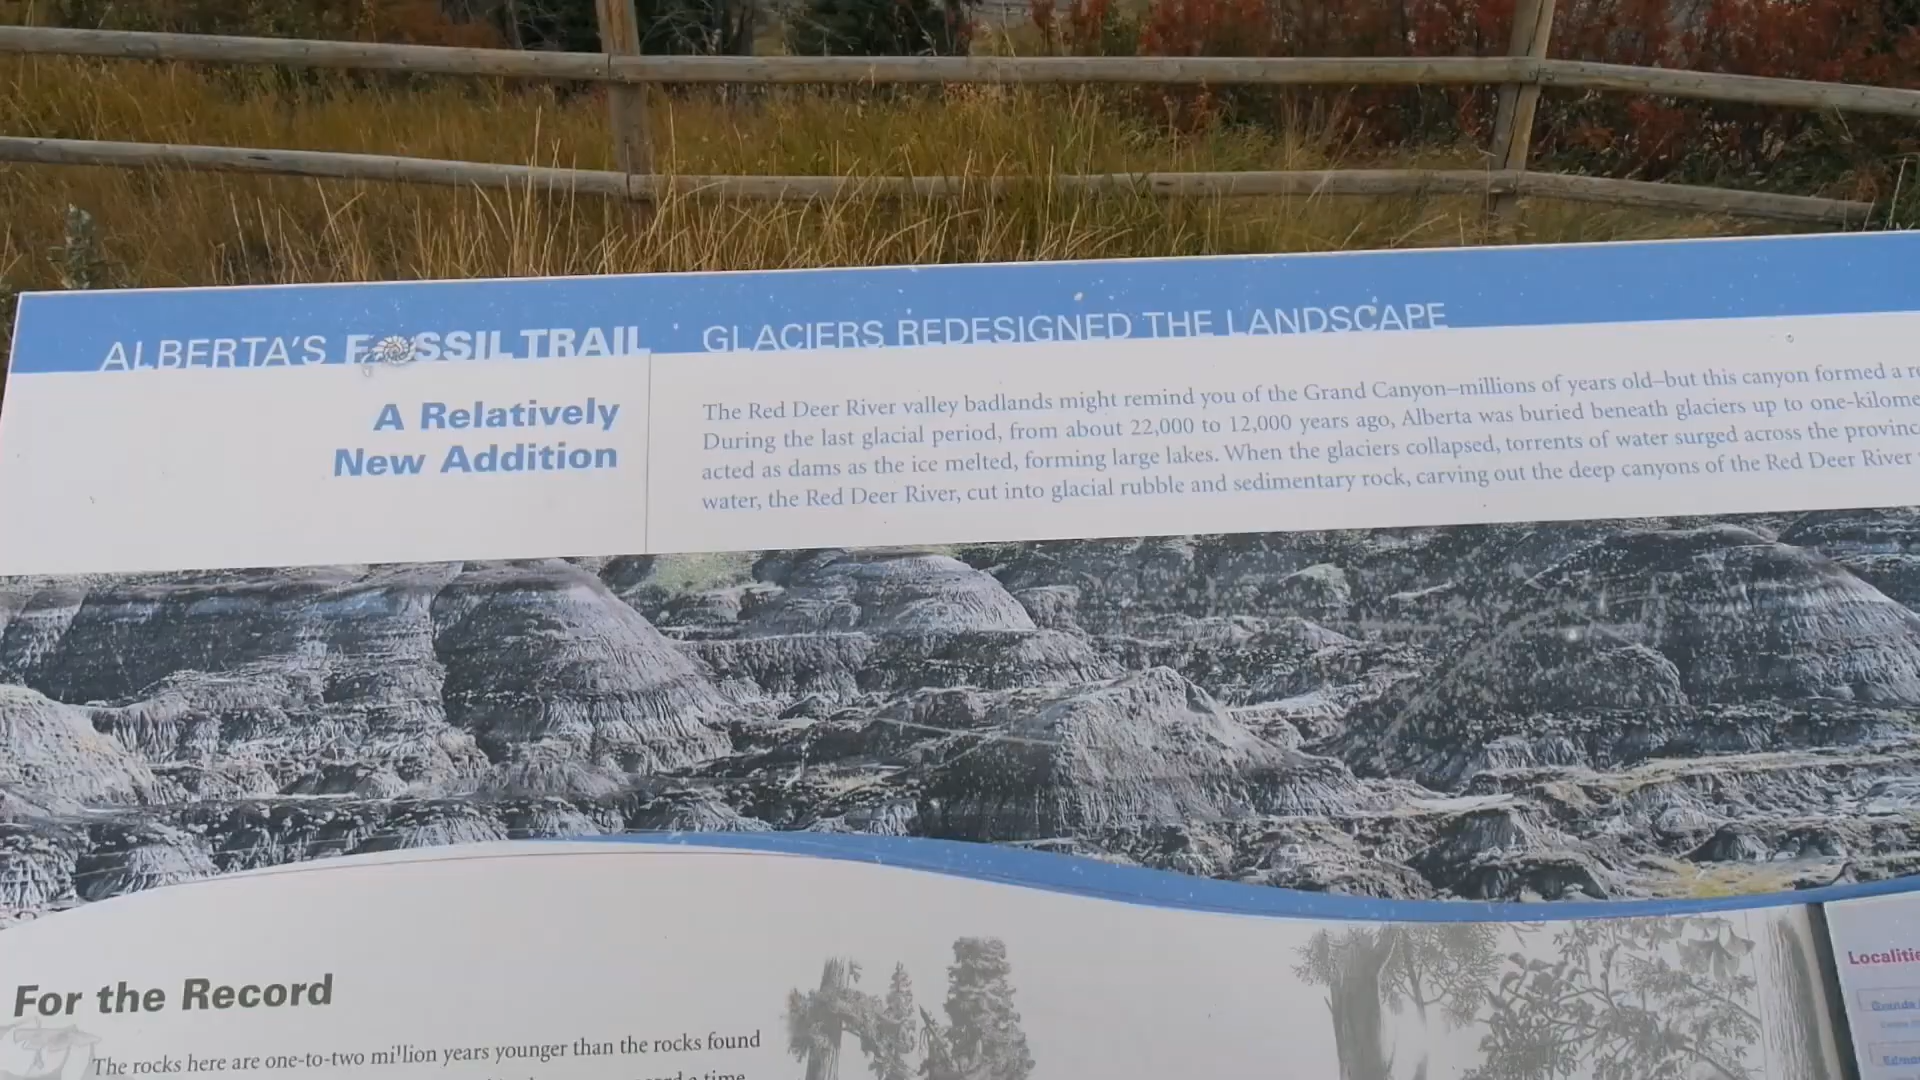 ALBERTA'S FOSSIL TRAIL
GLACIERS REDESIGNED THE LANDSCAPE
A Relatively
New Addition
The Red Deer River valley badlands might remind you of the Grand Canyon–millions of years old–but this canyon formed a
During the last glacial period, from about 22,000 to 12,000 years ago, Alberta was buried beneath glaciers up to one-kilome
acted as dams as the ice melted, forming large lakes. When the glaciers collapsed, torrents of water surged across the provinc
water, the Red Deer River, cut into glacial rubble and sedimentary rock, carving out the deep canyons of the Red Deer River
For the Record
The rocks here are one-to-two million years younger than the rocks found
a time
Localitie